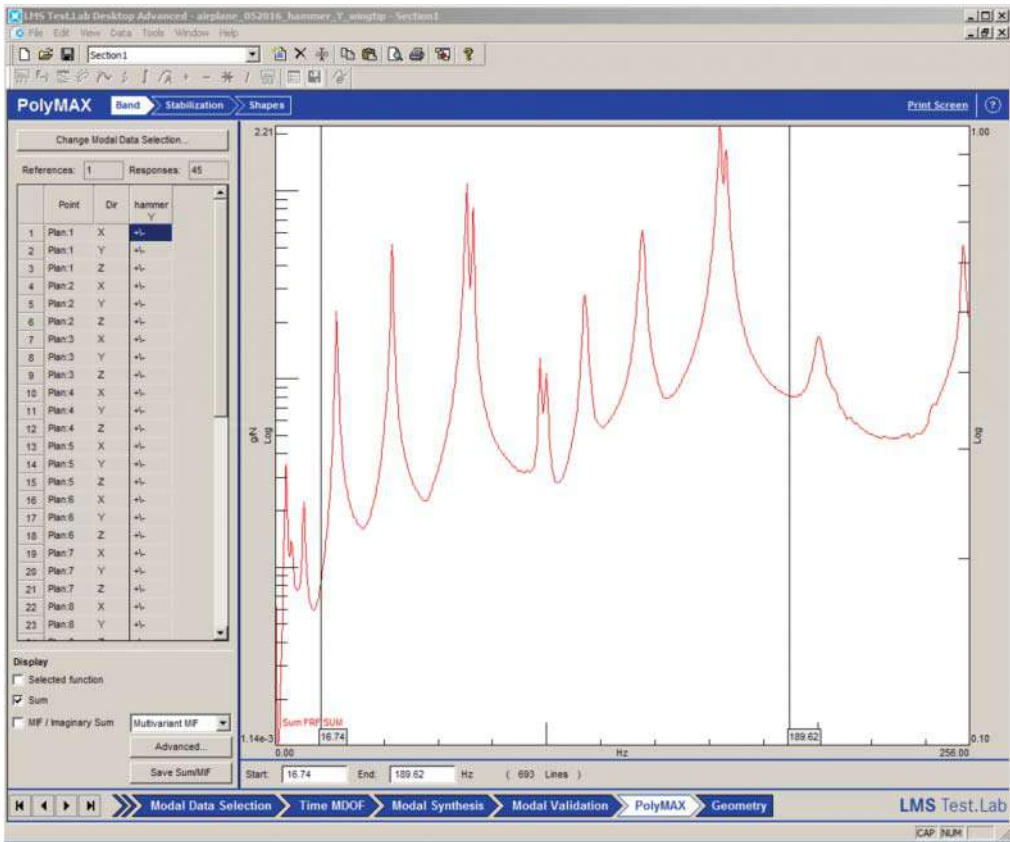 LMS Test.Lab Desktop Advanced - airplane_052016_hammer_Y_wingtip - Section1
File Edit View Data Tools Window Help
Section1
PolyMAX Band Stabilization Shapes Print Screen ?
Change Modal Data Selection...
References: 1 Responses: 45
Point Dir hammer Y
1 Plan:1 X +\-
2 Plan:1 Y +\-
3 Plan:1 Z +\-
4 Plan:2 X +\-
5 Plan:2 Y +\-
6 Plan:2 Z +\-
7 Plan:3 X +\-
8 Plan:3 Y +\-
9 Plan:3 Z +\-
10 Plan:4 X +\-
11 Plan:4 Y +\-
12 Plan:4 Z +\-
13 Plan:5 X +\-
14 Plan:5 Y +\-
15 Plan:5 Z +\-
16 Plan:6 X +\-
17 Plan:6 Y +\-
18 Plan:6 Z +\-
19 Plan:7 X +\-
20 Plan:7 Y +\-
21 Plan:7 Z +\-
22 Plan:8 X +\-
23 Plan:8 Y +\-
Display
Selected function
Sum
MIF / Imaginary Sum Multivariant MIF
Advanced...
Save Sum/MIF
2.21 1.00
g/N Log
Log
Sum FRF SUM
1.14e-3 16.74 189.62 0.10
0.00 Hz 256.00
Start: 16.74 End: 189.62 Hz ( 693 Lines )
Modal Data Selection Time MDOF Modal Synthesis Modal Validation PolyMAX Geometry LMS Test.Lab
CAP NUM